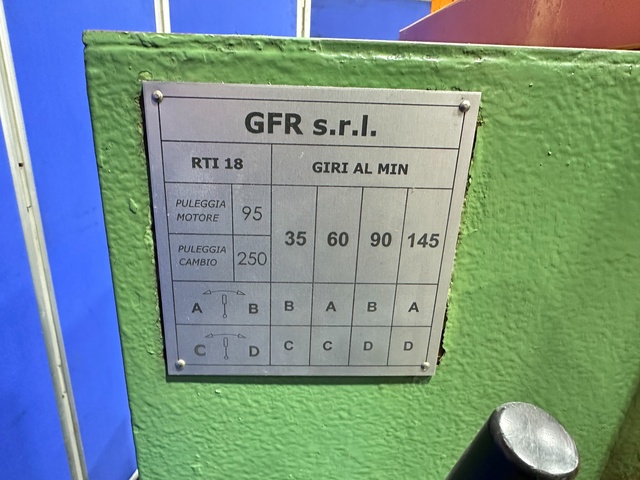 GFR s.r.l.
RTI 18 GIRI AL MIN
PULEGGIA MOTORE 95
PULEGGIA CAMBIO 250
35 60 90 145
A B B A B A
C D C C D D